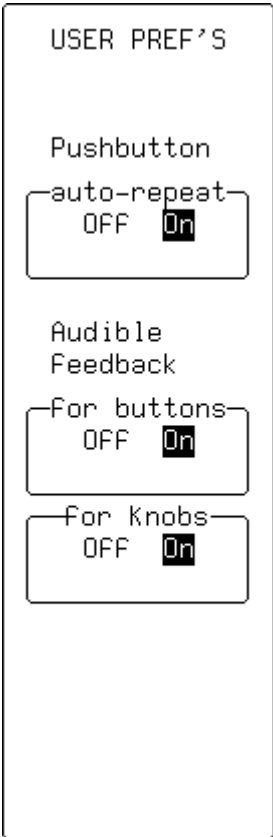 USER PREF'S
Pushbutton
auto-repeat
OFF On
Audible
Feedback
for buttons
OFF On
for Knobs
OFF On